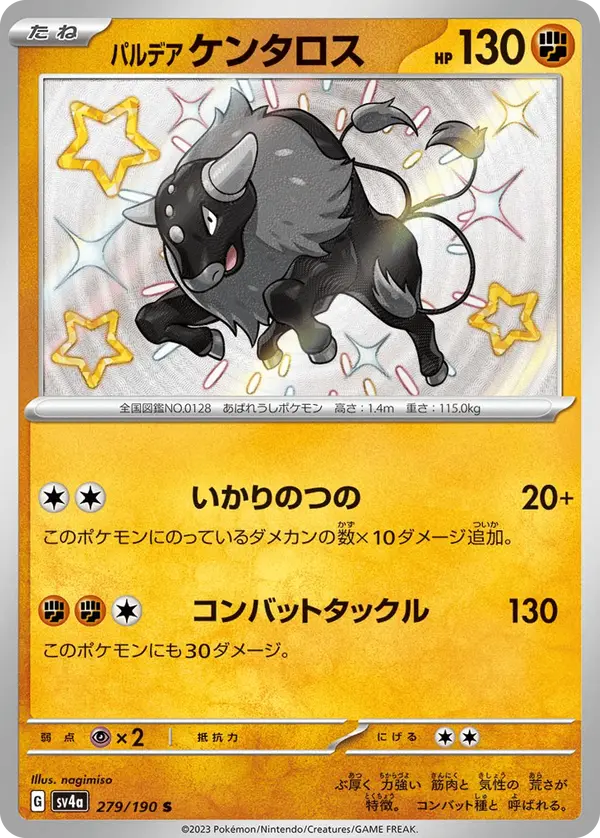 たね
パルデア ケンタロス HP 130
全国図鑑NO.0128 あばれうしポケモン 高さ：1.4m 重さ：115.0kg
いかりのつの 20+
このポケモンにのっているダメカンの数×10ダメージ追加。
コンバットタックル 130
このポケモンにも30ダメージ。
弱点 ×2 抵抗力 にげる
Illus. nagimiso
G sv4a 279/190 S
ぶ厚く 力強い 筋肉と 気性の 荒さが
特徴。 コンバット種と 呼ばれる。
©2023 Pokémon/Nintendo/Creatures/GAME FREAK.